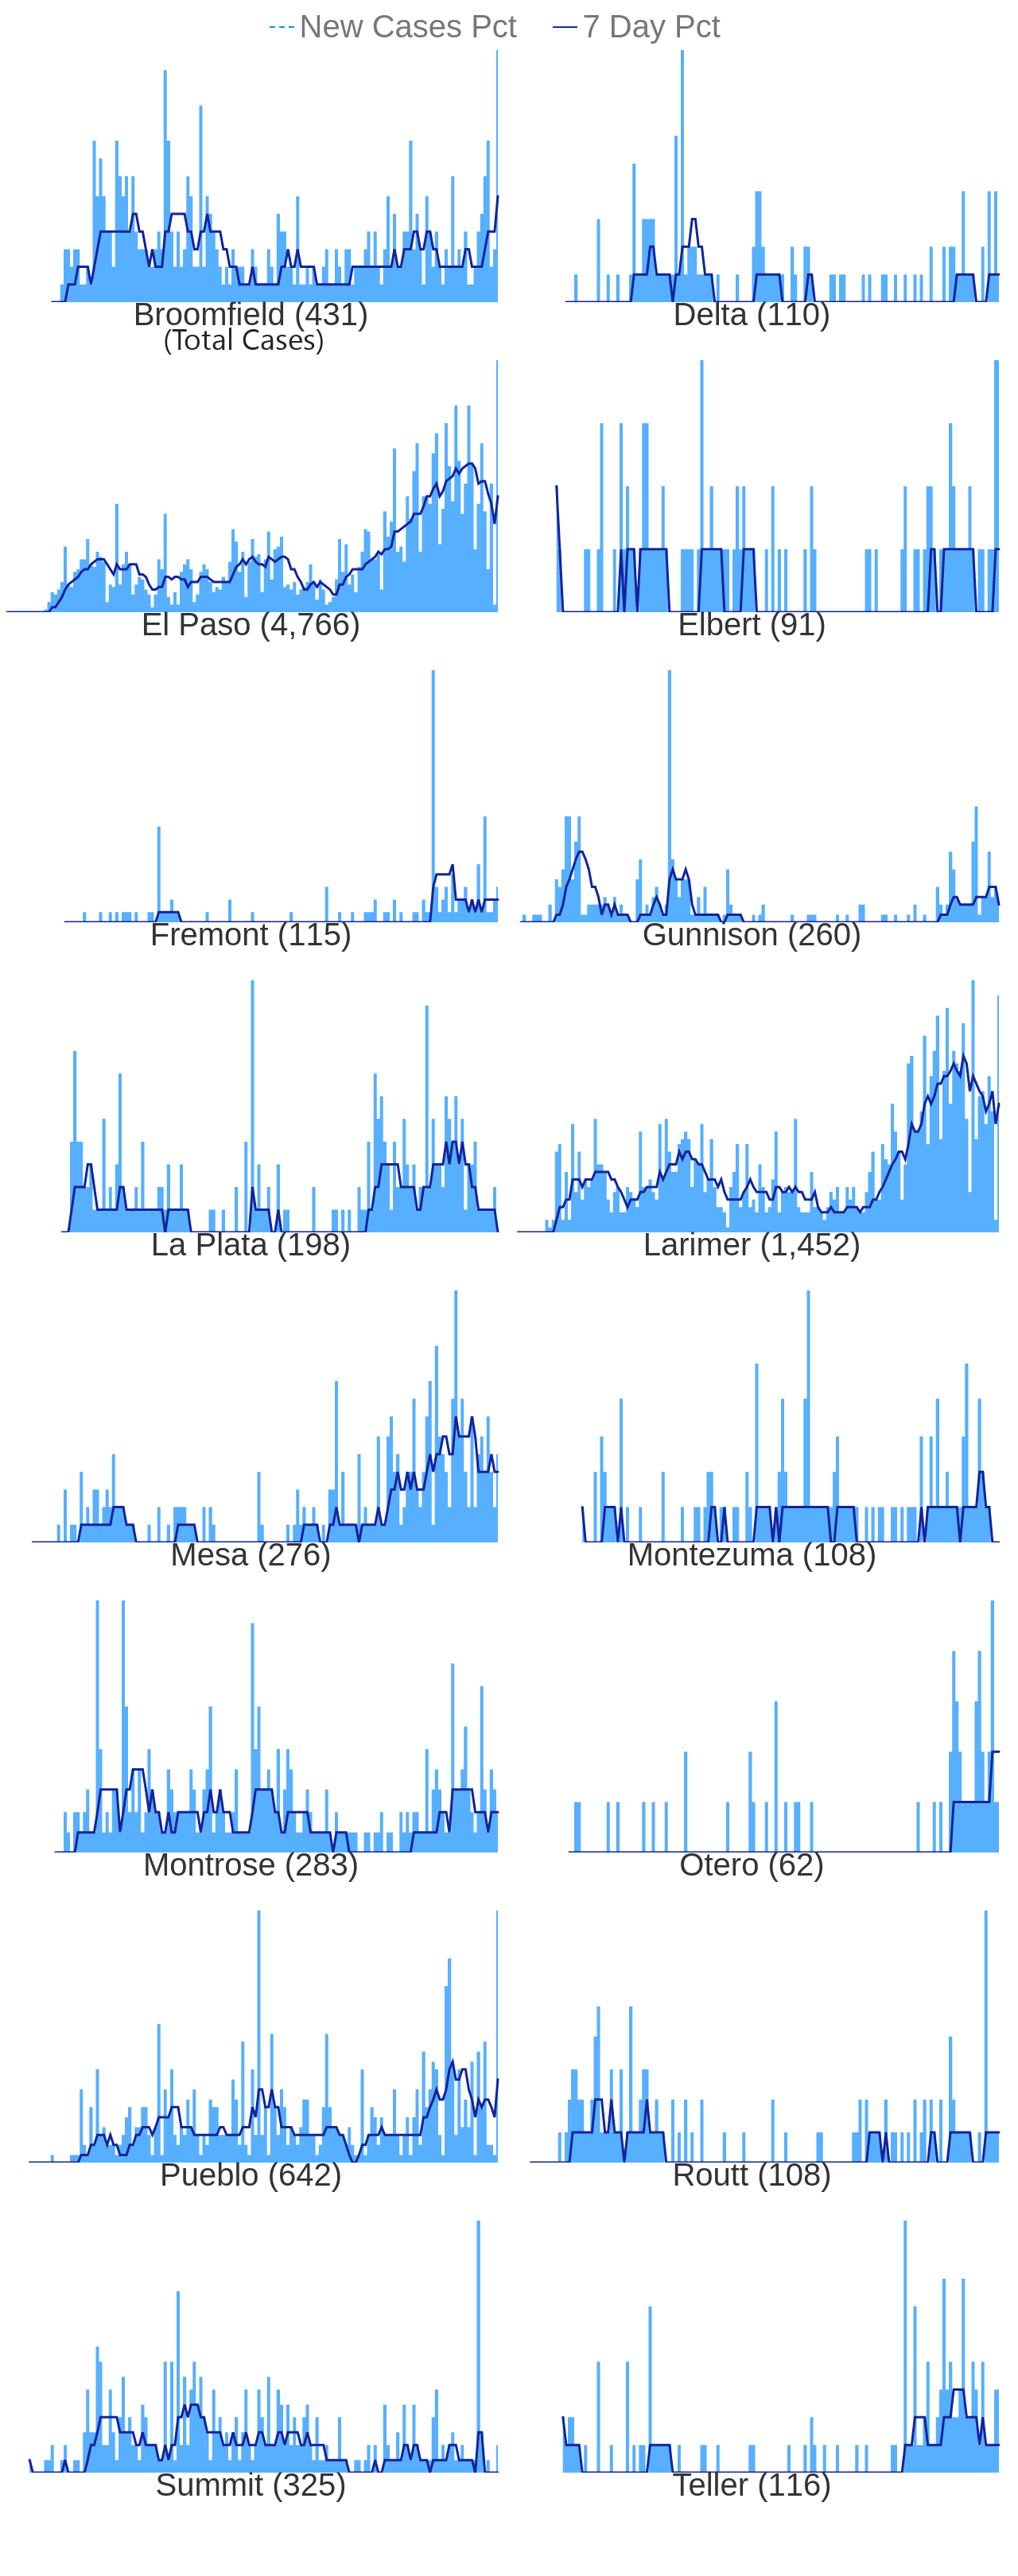 New Cases Pct 7 Day Pct
Broomfield (431) Delta (110)
(Total Cases)
El Paso (4,766) Elbert (91)
Fremont (115) Gunnison (260)
La Plata (198) Larimer (1,452)
Mesa (276) Montezuma (108)
Montrose (283) Otero (62)
Pueblo (642) Routt (108)
Summit (325) Teller (116)